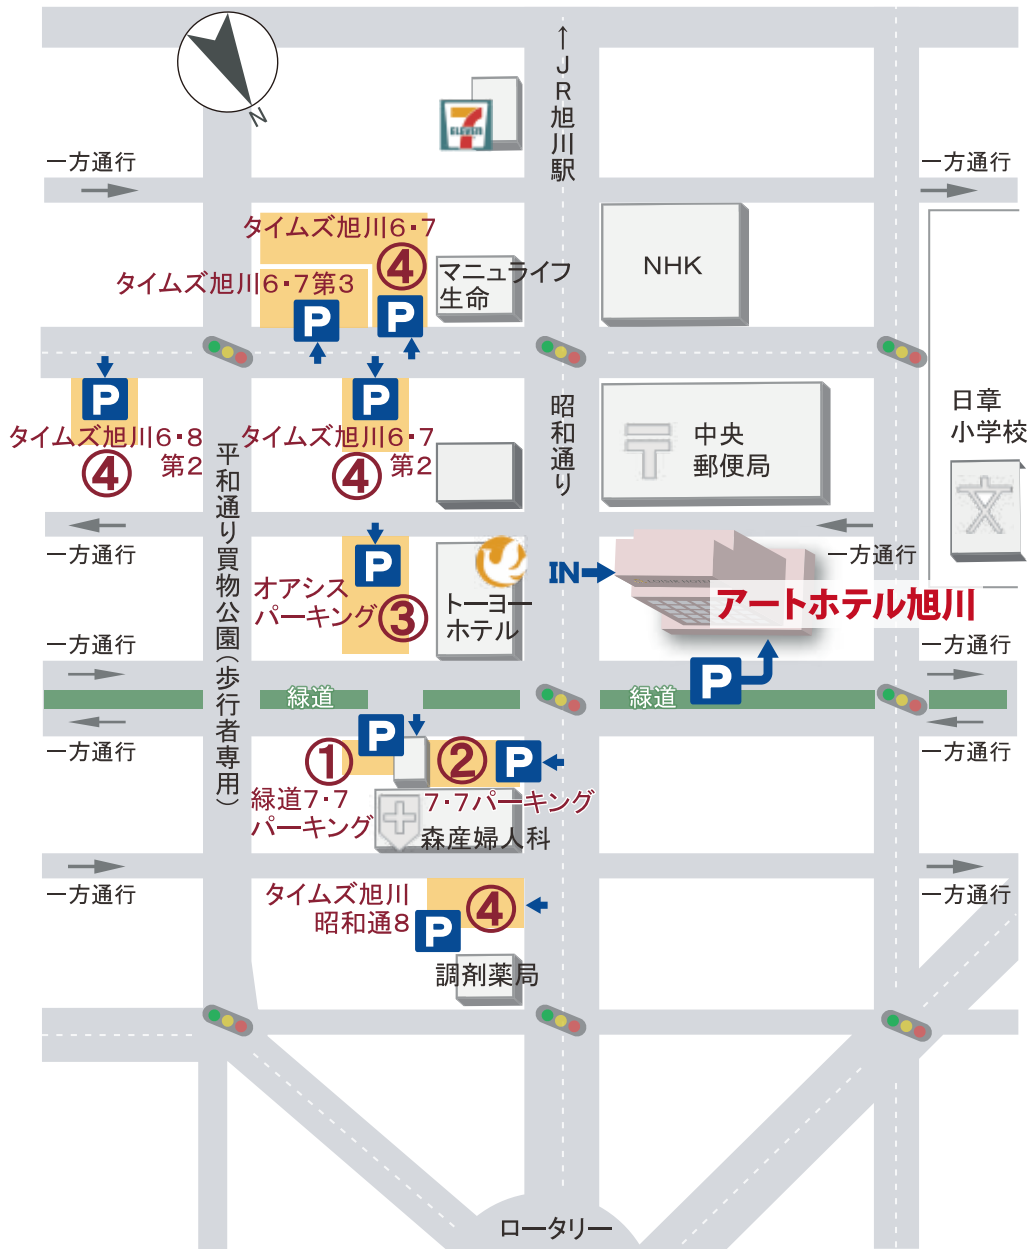 N
↑JR旭川駅
7
ELEVEN
一方通行
一方通行
タイムズ旭川6・7
④
タイムズ旭川6・7第3
P
P
マニュライフ
生命
NHK
P
タイムズ旭川6・8
第2
④
P
タイムズ旭川6・7
第2
④
平和通り買物公園(歩行者専用)
昭和通り
中央
郵便局
日章
小学校
文
一方通行
一方通行
P
オアシス
パーキング
③
トーヨー
ホテル
IN
アートホテル旭川
一方通行
一方通行
P
緑道
緑道
一方通行
一方通行
P
①
緑道7・7
パーキング
②
P
7・7パーキング
森産婦人科
一方通行
一方通行
タイムズ旭川
昭和通8
④
P
調剤薬局
ロータリー